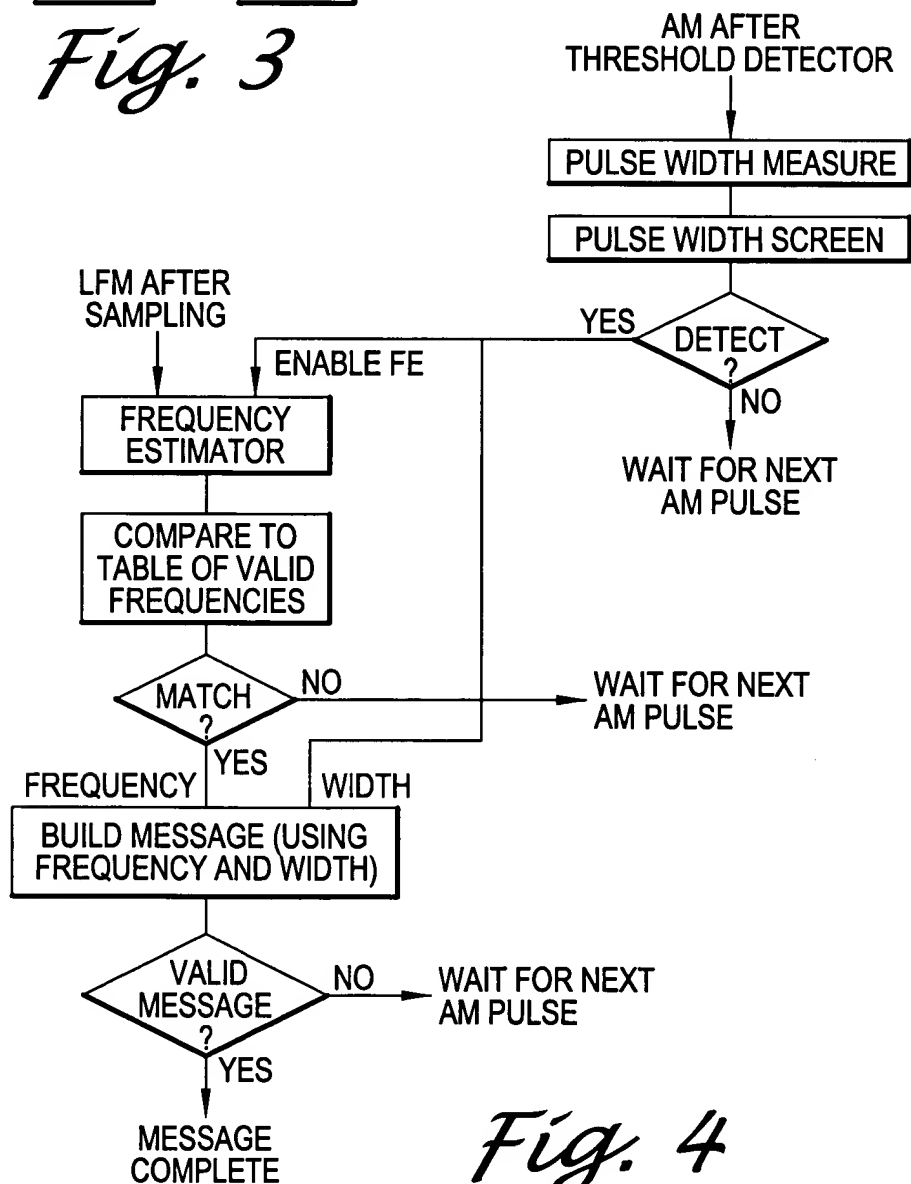 Fig. 3
AM AFTER
THRESHOLD DETECTOR
PULSE WIDTH MEASURE
PULSE WIDTH SCREEN
DETECT
?
YES
NO
WAIT FOR NEXT
AM PULSE
LFM AFTER
SAMPLING
ENABLE FE
FREQUENCY
ESTIMATOR
COMPARE TO
TABLE OF VALID
FREQUENCIES
MATCH
?
NO
WAIT FOR NEXT
AM PULSE
YES
FREQUENCY
WIDTH
BUILD MESSAGE (USING
FREQUENCY AND WIDTH)
VALID
MESSAGE
?
NO
WAIT FOR NEXT
AM PULSE
YES
MESSAGE
COMPLETE
Fig. 4